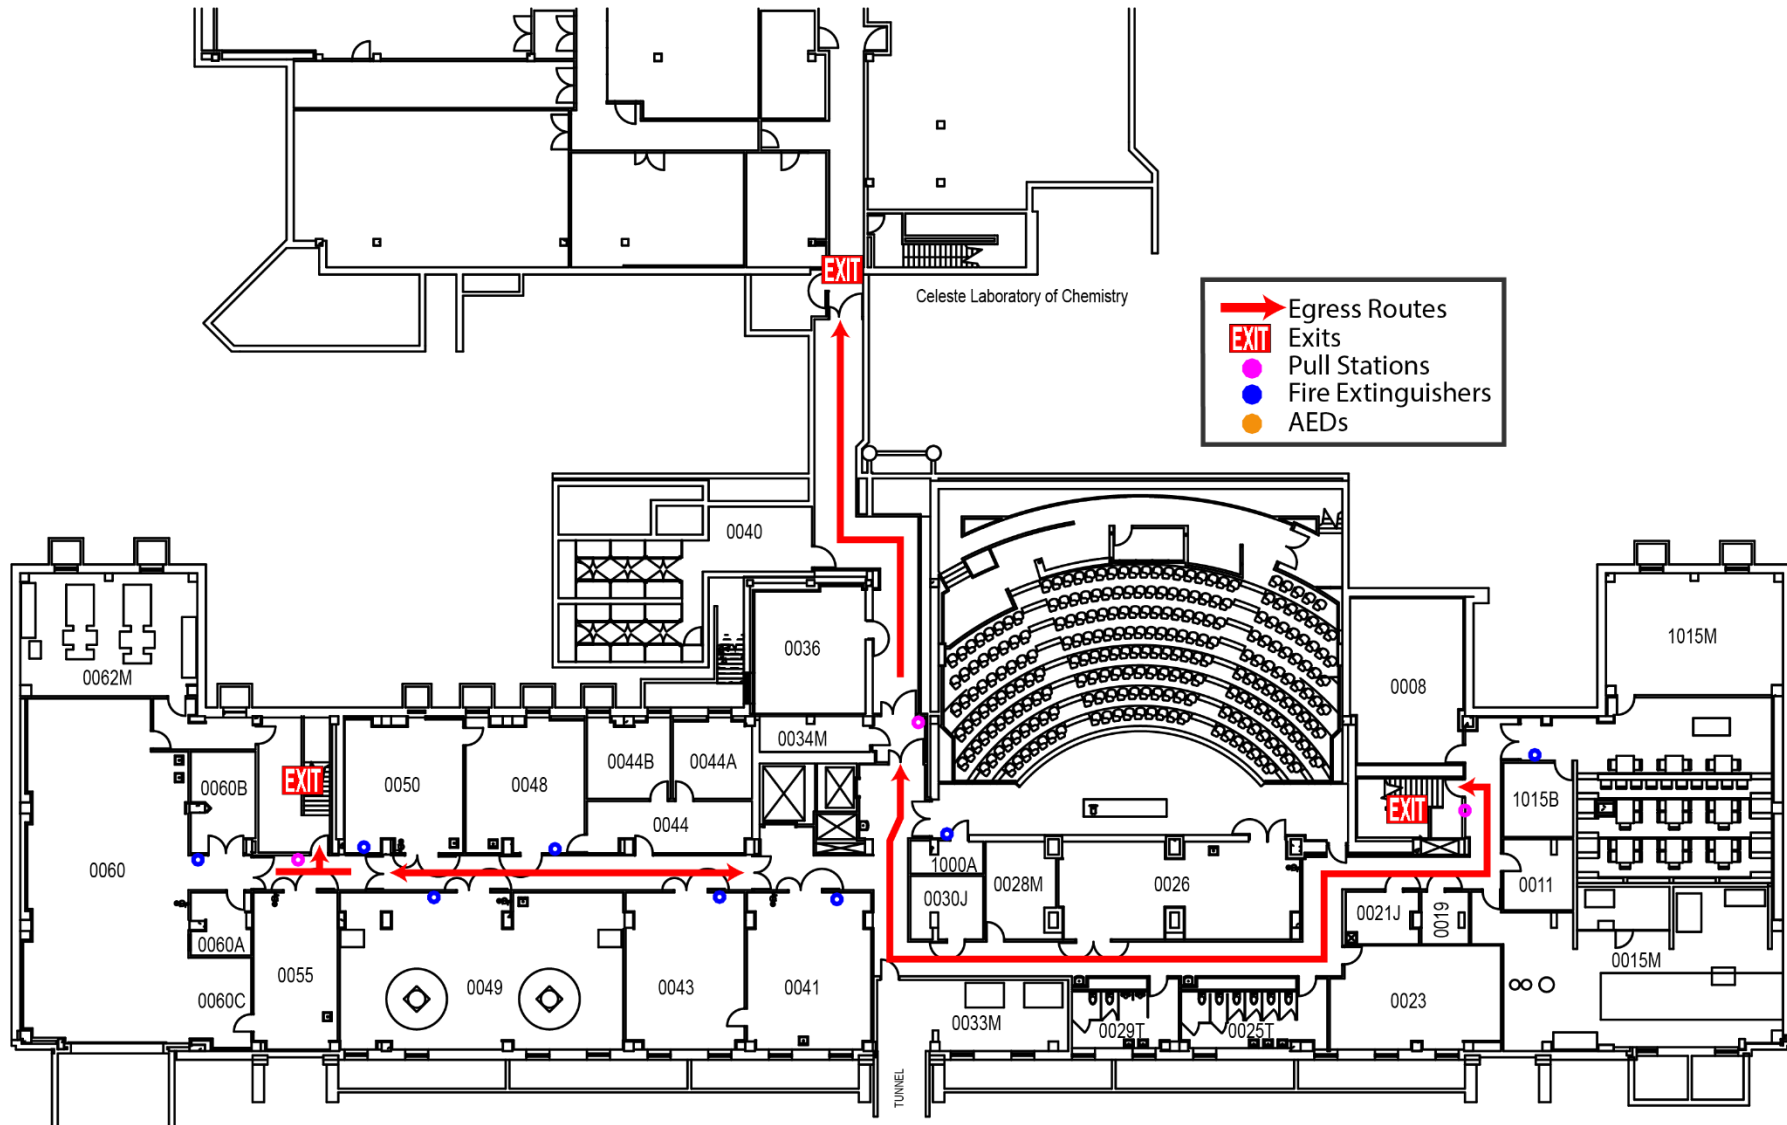 EXIT
Celeste Laboratory of Chemistry
Egress Routes
EXIT
Exits
Pull Stations
Fire Extinguishers
AEDs
0040
0036
0062M
0034M
0008
1015M
0060B
EXIT
0050
0048
0044B
0044A
0044
EXIT
1015B
0060
1000A
0030J
0028M
0026
0021J
0019
0011
0060A
0060C
0055
0049
0043
0041
0033M
0029T
0025T
0023
0015M
TUNNEL